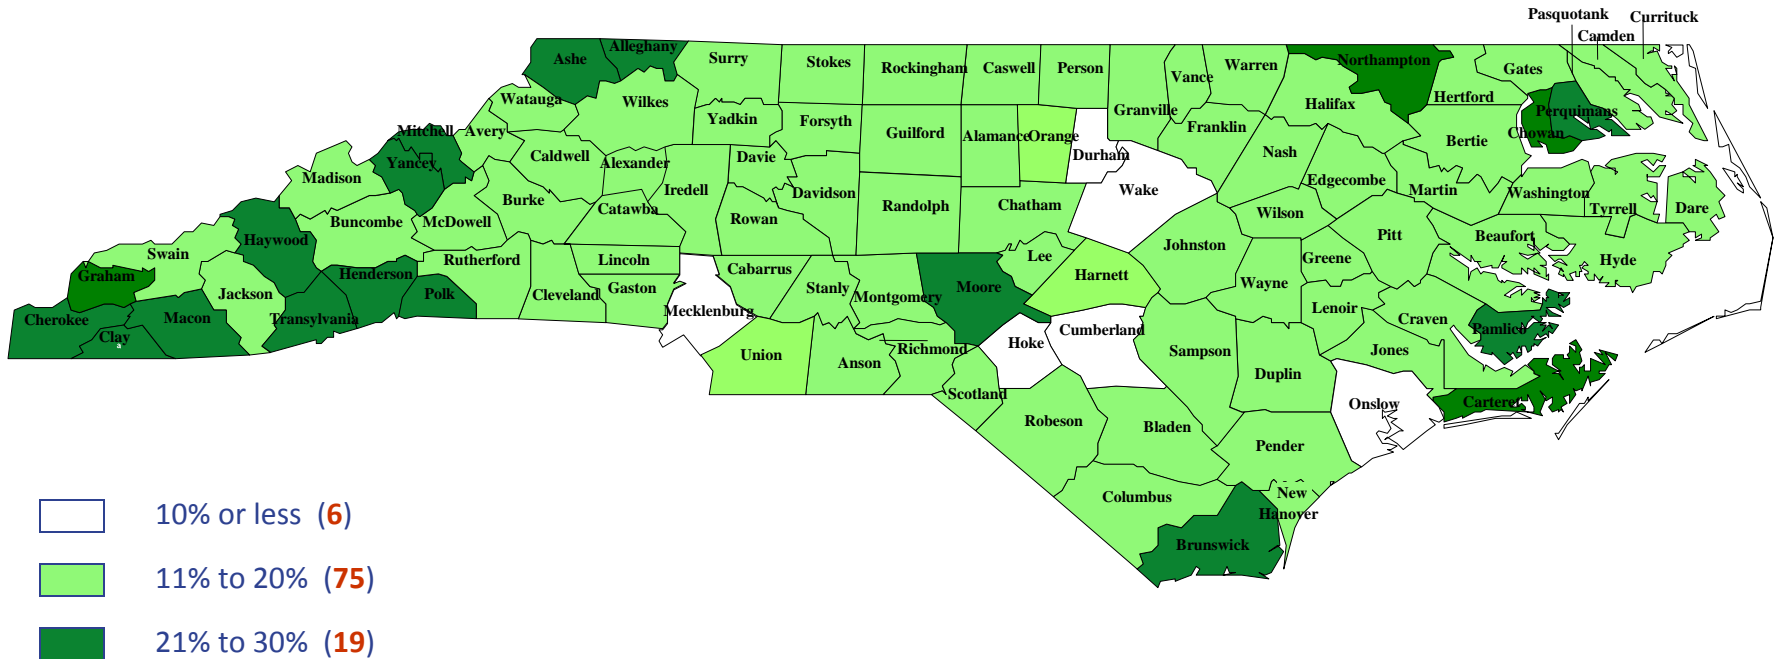 Pasquotank
Currituck
Camden
Alleghany
Ashe
Surry
Stokes
Rockingham
Caswell
Person
Vance
Warren
Northampton
Gates
Granville
Halifax
Hertford
Perquimans
Chowan
Watauga
Wilkes
Yadkin
Forsyth
Guilford
Alamance
Orange
Durham
Franklin
Bertie
Mitchell
Avery
Yancey
Caldwell
Alexander
Davie
Iredell
Davidson
Nash
Edgecombe
Martin
Washington
Tyrrell
Dare
Wake
Madison
Burke
McDowell
Buncombe
Catawba
Rowan
Randolph
Chatham
Wilson
Pitt
Beaufort
Hyde
Haywood
Swain
Graham
Henderson
Rutherford
Lincoln
Cabarrus
Lee
Johnston
Greene
Harnett
Wayne
Jackson
Polk
Cleveland
Gaston
Stanly
Montgomery
Moore
Lenoir
Cherokee
Macon
Transylvania
Clay
Mecklenburg
Cumberland
Craven
Pamlico
Union
Anson
Richmond
Hoke
Sampson
Jones
Duplin
Scotland
Onslow
Carteret
Robeson
Bladen
Pender
Columbus
New
Hanover
Brunswick
10% or less (6)
11% to 20% (75)
21% to 30% (19)